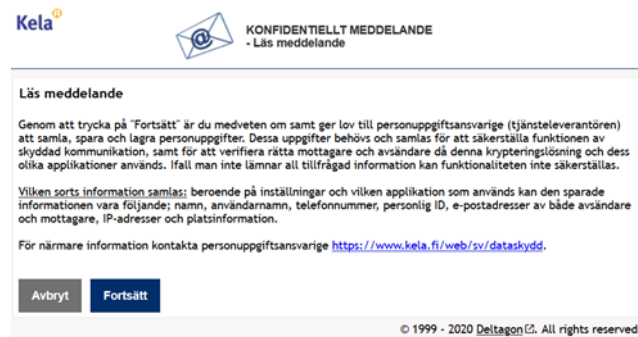 Kela
KONFIDENTIELLT MEDDELANDE
- Läs meddelande
Läs meddelande
Genom att trycka på "Fortsätt" är du medveten om samt ger lov till personuppgiftsansvarige (tjänsteleverantören)
att samla, spara och lagra personuppgifter. Dessa uppgifter behövs och samlas för att säkerställa funktionen av
skyddad kommunikation, samt för att verifiera rätta mottagare och avsändare då denna krypteringslösning och dess
olika applikationer används. Ifall man inte lämnar all tillfrågad information kan funktionaliteten inte säkerställas.
Vilken sorts information samlas: beroende på inställningar och vilken applikation som används kan den sparade
informationen vara följande; namn, användarnamn, telefonnummer, personlig ID, e-postadresser av både avsändare
och mottagare, IP-adresser och platsinformation.
För närmare information kontakta personuppgiftsansvarige https://www.kela.fi/web/sv/dataskydd.
Avbryt Fortsätt
© 1999 - 2020 Deltagon. All rights reserved